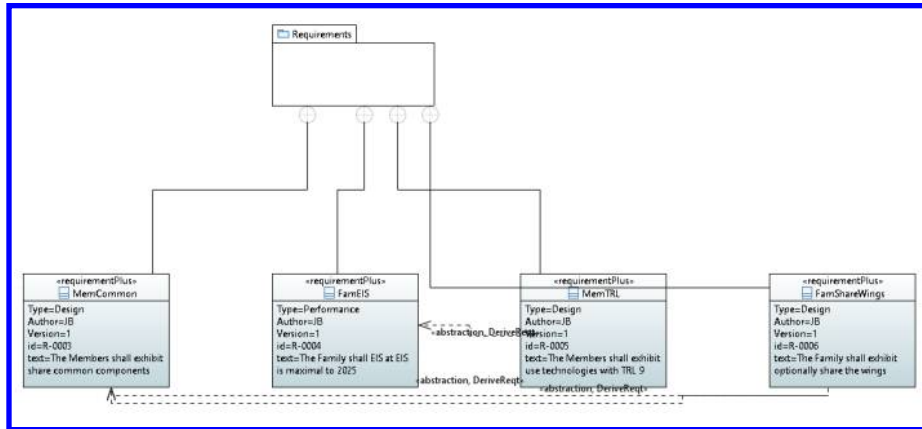 Requirements
«requirementPlus»
MemCommon
Type=Design
Author=JB
Version=1
id=R-0003
text=The Members shall exhibit
share common components
«requirementPlus»
FamEIS
Type=Performance
Author=JB
Version=1
id=R-0004
text=The Family shall EIS at EIS
is maximal to 2025
«requirementPlus»
MemTRL
Type=Design
Author=JB
Version=1
id=R-0005
text=The Members shall exhibit
use technologies with TRL 9
«requirementPlus»
FamShareWings
Type=Design
Author=JB
Version=1
id=R-0006
text=The Family shall exhibit
optionally share the wings
«abstraction, DeriveReqt»
«abstraction, DeriveReqt»
«abstraction, DeriveReqt»